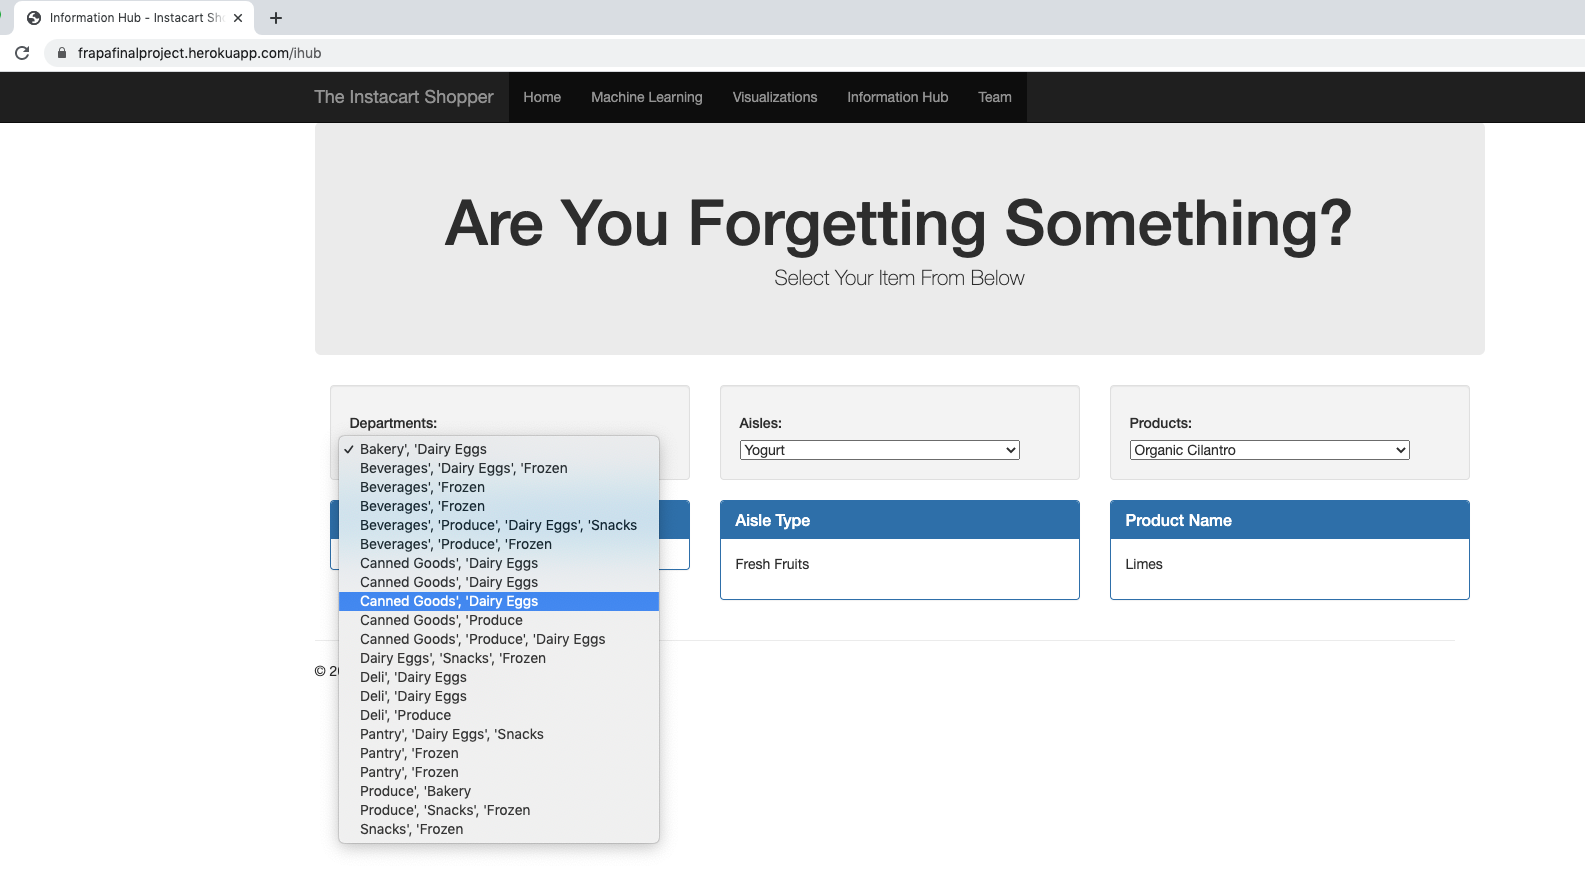 Information Hub - Instacart Sh
frapafinalproject.herokuapp.com/ihub
The Instacart Shopper Home Machine Learning Visualizations Information Hub Team
Are You Forgetting Something?
Select Your Item From Below
Departments:
Bakery', 'Dairy Eggs
Beverages', 'Dairy Eggs', 'Frozen
Beverages', 'Frozen
Beverages', 'Frozen
Beverages', 'Produce', 'Dairy Eggs', 'Snacks
Beverages', 'Produce', 'Frozen
Canned Goods', 'Dairy Eggs
Canned Goods', 'Dairy Eggs
Canned Goods', 'Dairy Eggs
Canned Goods', 'Produce
Canned Goods', 'Produce', 'Dairy Eggs
Dairy Eggs', 'Snacks', 'Frozen
Deli', 'Dairy Eggs
Deli', 'Dairy Eggs
Deli', 'Produce
Pantry', 'Dairy Eggs', 'Snacks
Pantry', 'Frozen
Pantry', 'Frozen
Produce', 'Bakery
Produce', 'Snacks', 'Frozen
Snacks', 'Frozen
Aisles:
Yogurt
Aisle Type
Fresh Fruits
Products:
Organic Cilantro
Product Name
Limes
©